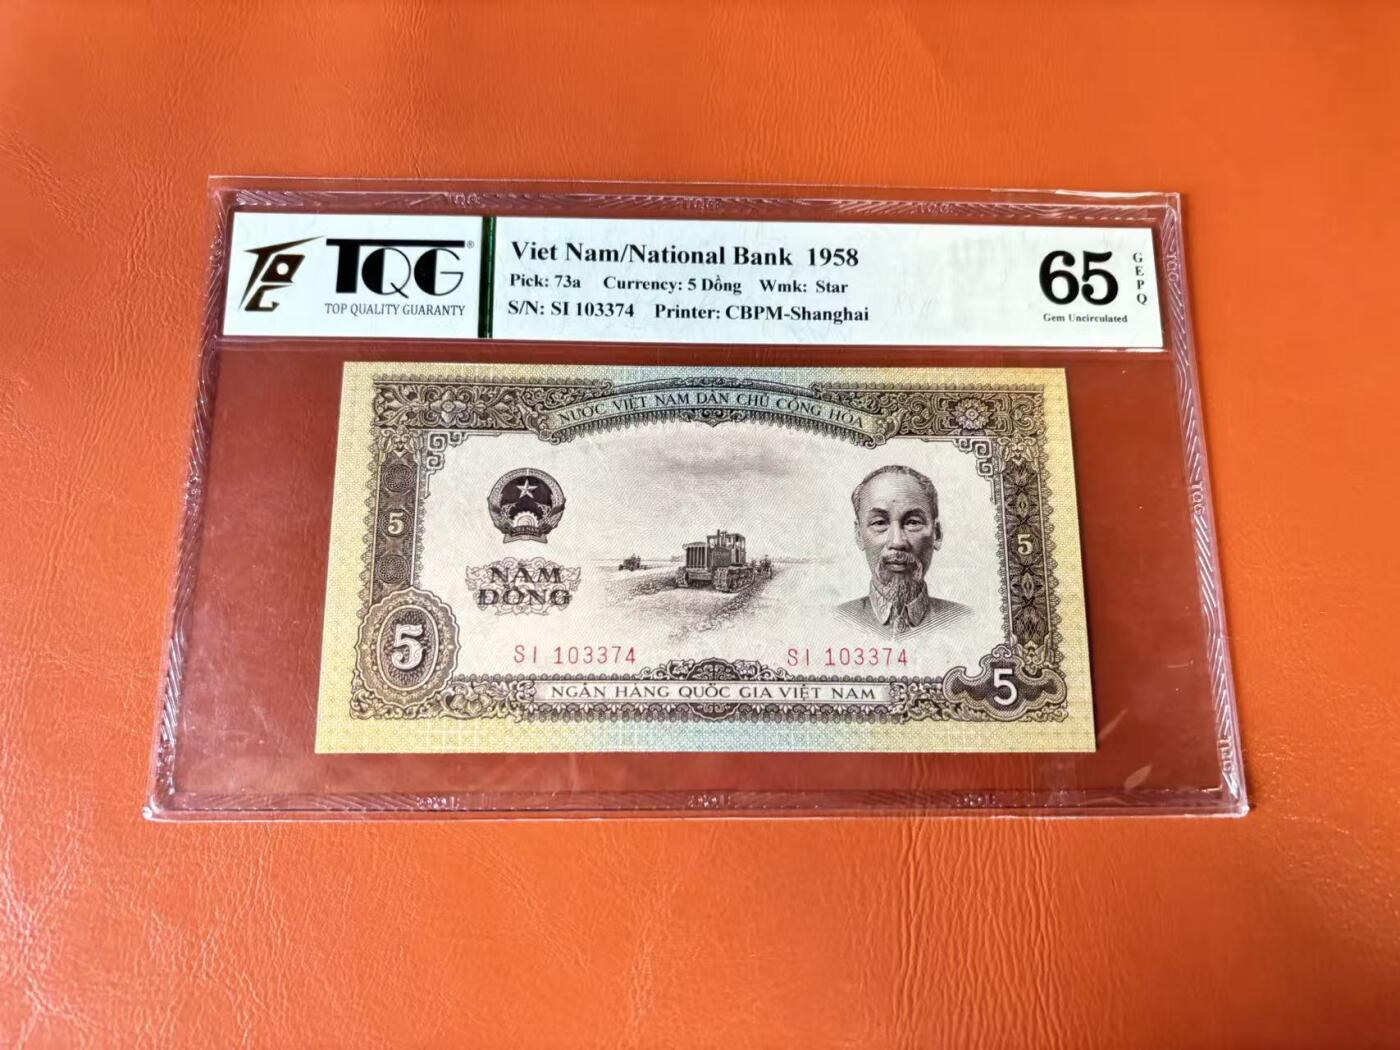 TQG®
TOP QUALITY GUARANTY
Viet Nam/National Bank 1958
Pick: 73a Currency: 5 Dồng Wmk: Star
S/N: SI 103374 Printer: CBPM-Shanghai
65
GEPQ
Gem Uncirculated
NƯỚC VIỆT NAM DÂN CHỦ CỘNG HÒA
5
5
NĂM
ĐỒNG
5
SI 103374 SI 103374
5
NGÂN HÀNG QUỐC GIA VIỆT NAM